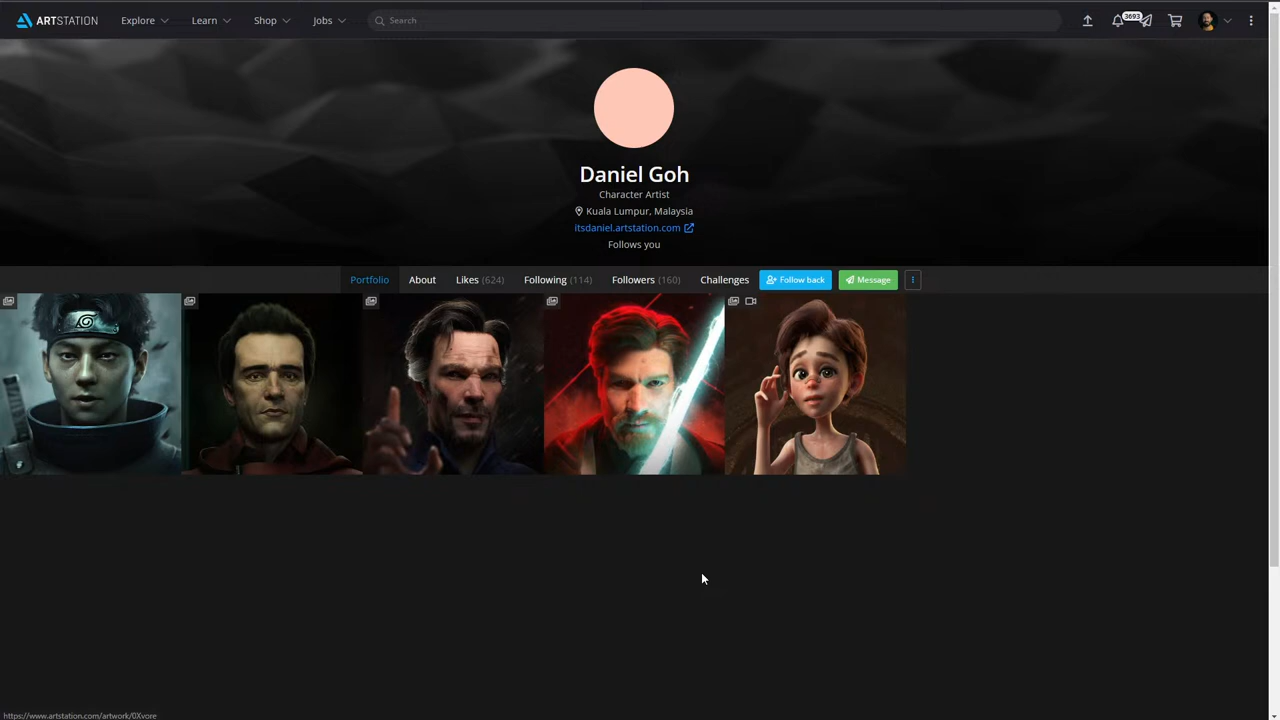 ARTSTATION Explore Learn Shop Jobs Search 3693
Daniel Goh
Character Artist
Kuala Lumpur, Malaysia
itsdaniel.artstation.com
Follows you
Portfolio About Likes (624) Following (114) Followers (160) Challenges Follow back Message
https://www.artstation.com/artwork/0Xvore